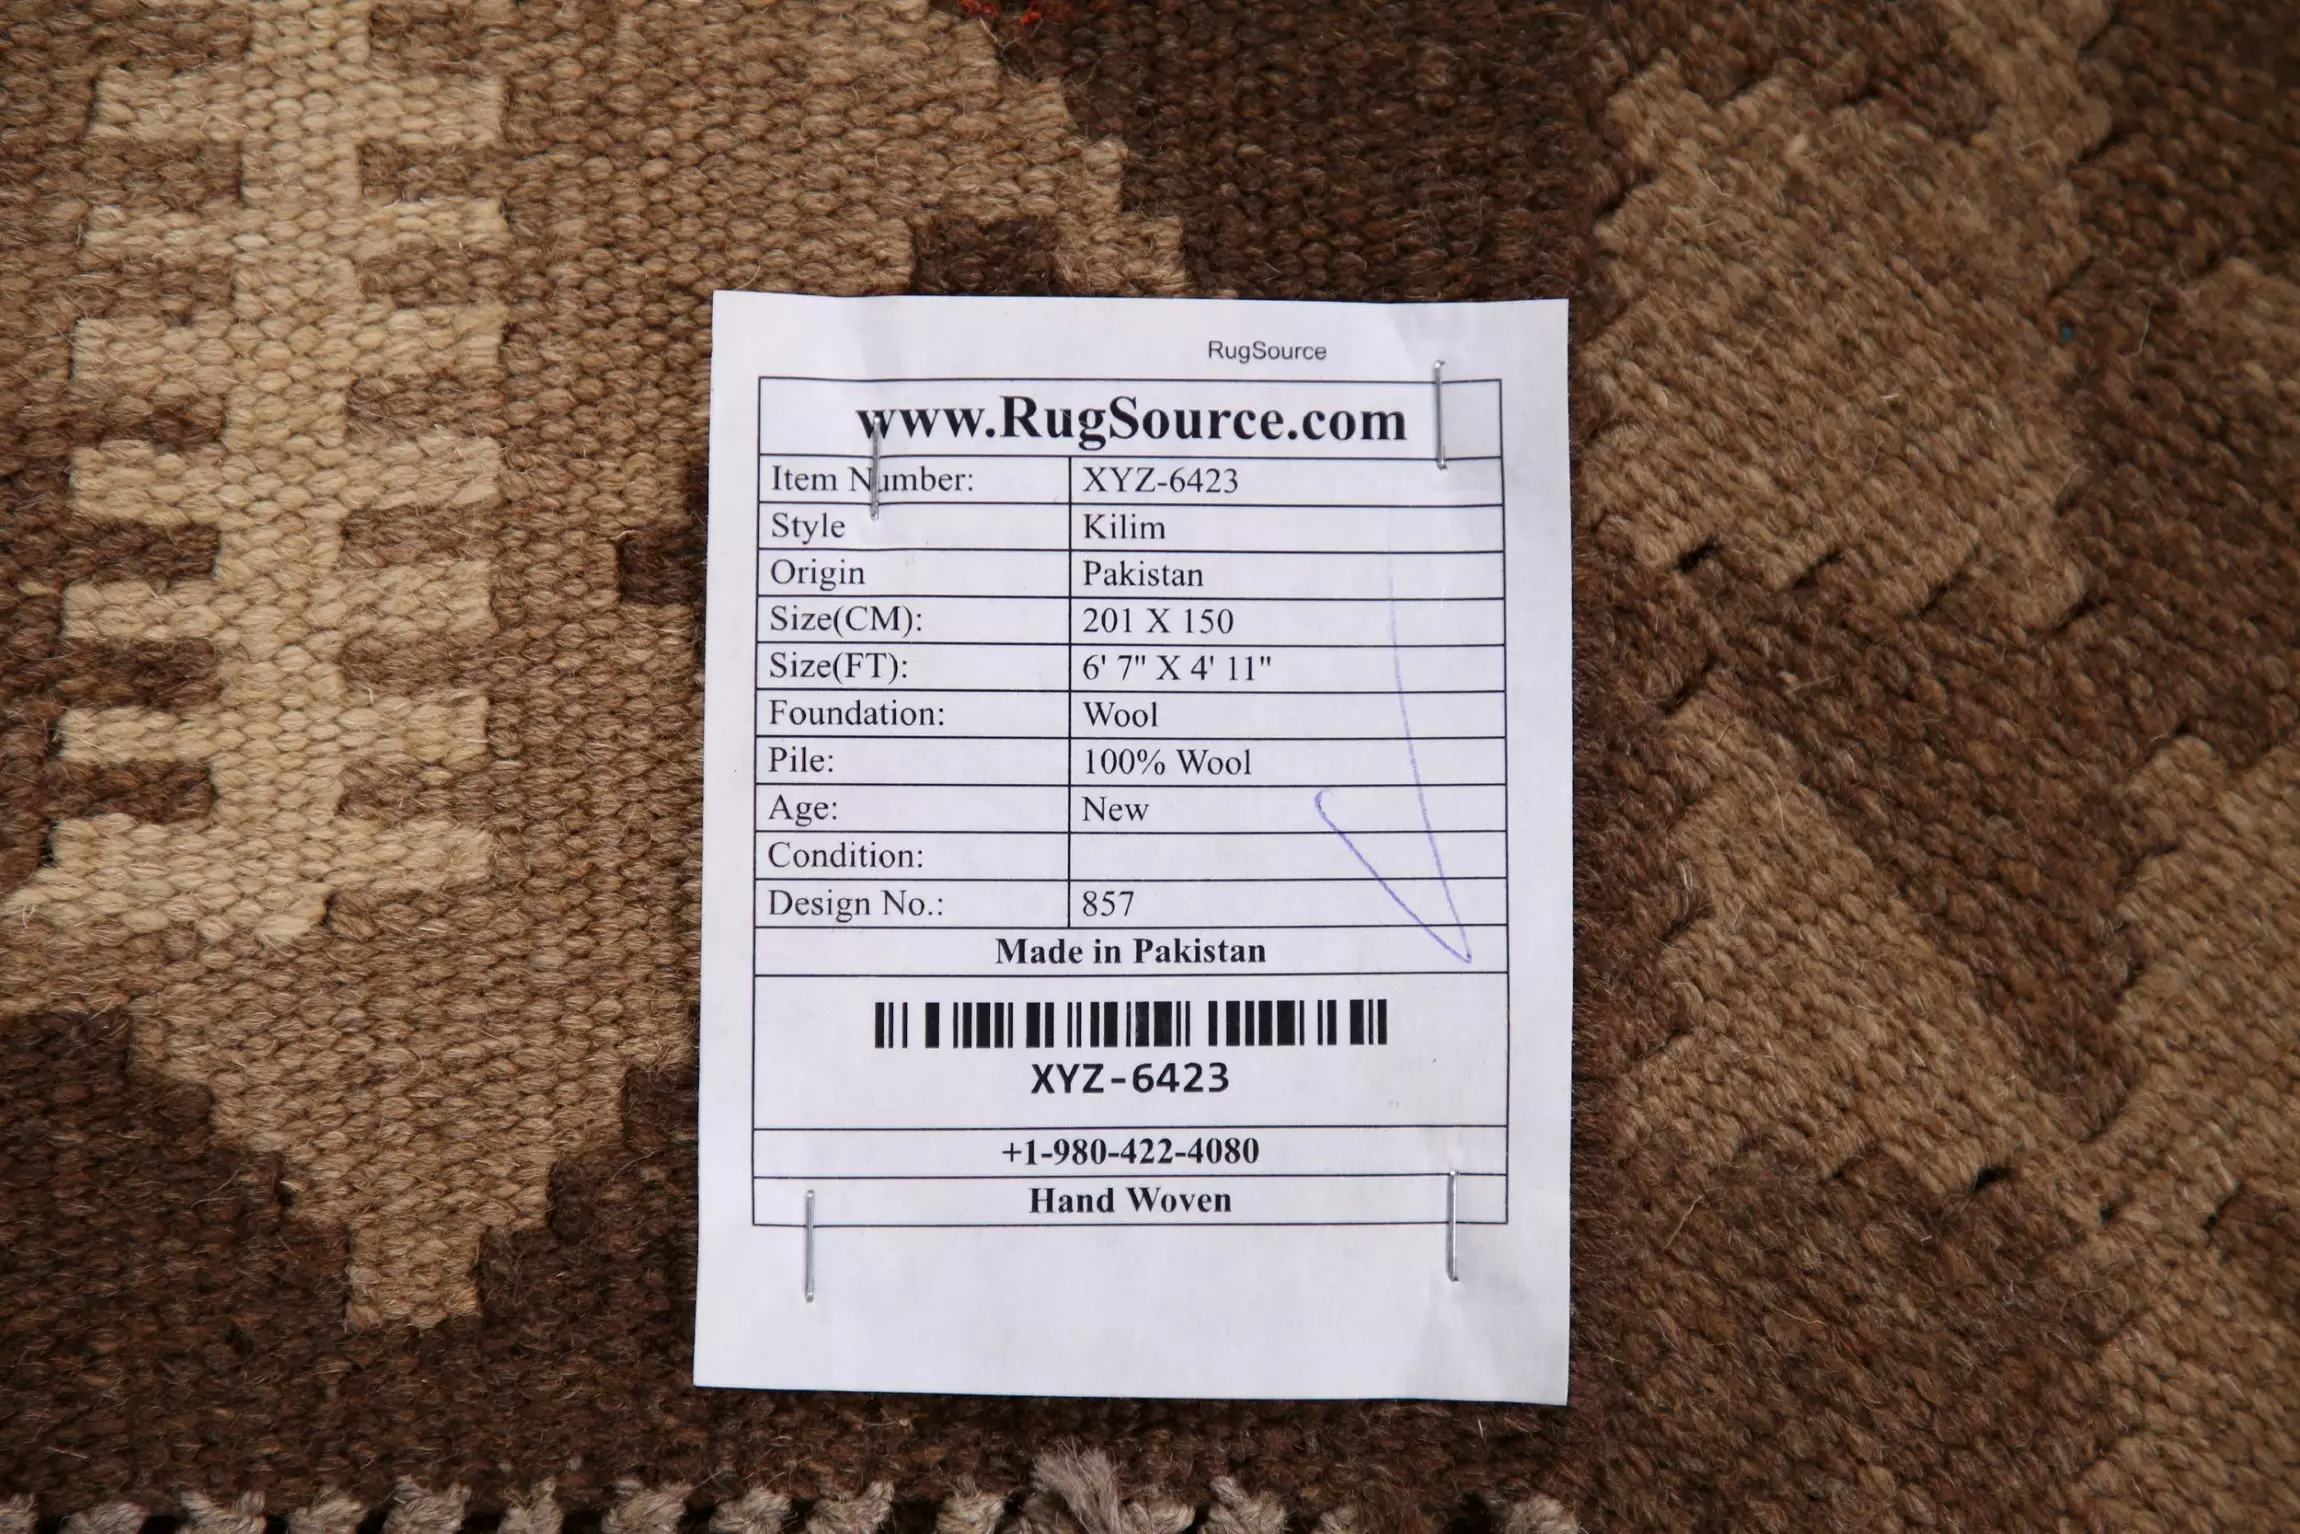 RugSource
www.RugSource.com
Item Number: XYZ-6423
Style Kilim
Origin Pakistan
Size(CM): 201 X 150
Size(FT): 6' 7" X 4' 11"
Foundation: Wool
Pile: 100% Wool
Age: New
Condition:
Design No.: 857
Made in Pakistan
XYZ-6423
+1-980-422-4080
Hand Woven